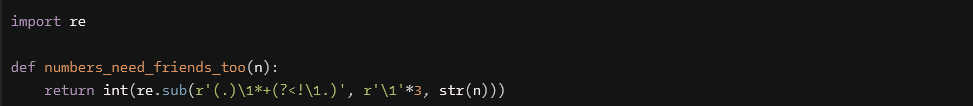 import re
def numbers_need_friends_too(n):
    return int(re.sub(r'(.)\1*+(?<!\1.)', r'\1'*3, str(n)))